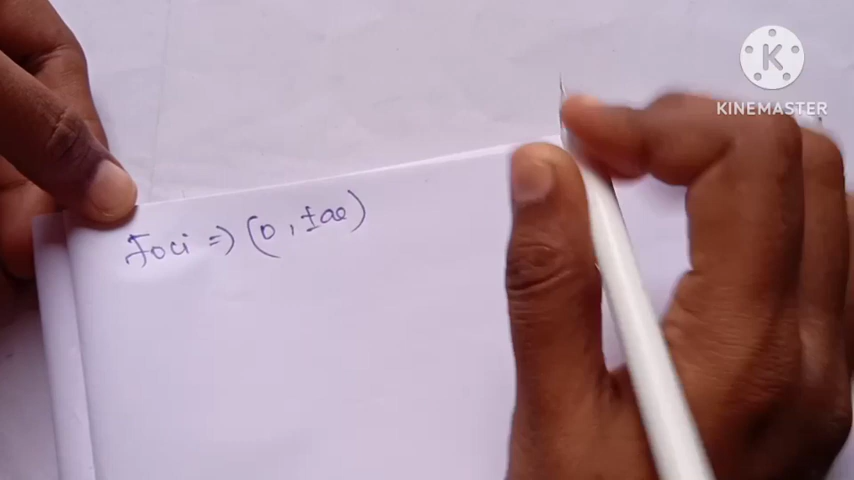 KINEMASTER
Foci => (0, ±ae)